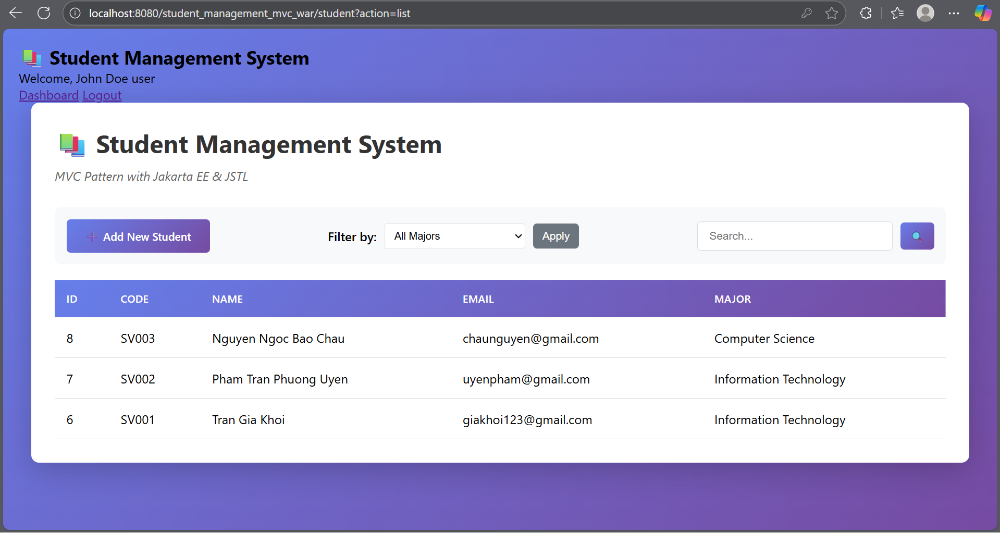 localhost:8080/student_management_mvc_war/student?action=list
Student Management System
Welcome, John Doe user
Dashboard Logout
Student Management System
MVC Pattern with Jakarta EE & JSTL
Add New Student Filter by: All Majors Apply Search...
ID CODE NAME EMAIL MAJOR
8 SV003 Nguyen Ngoc Bao Chau chaunguyen@gmail.com Computer Science
7 SV002 Pham Tran Phuong Uyen uyenpham@gmail.com Information Technology
6 SV001 Tran Gia Khoi giakhoi123@gmail.com Information Technology